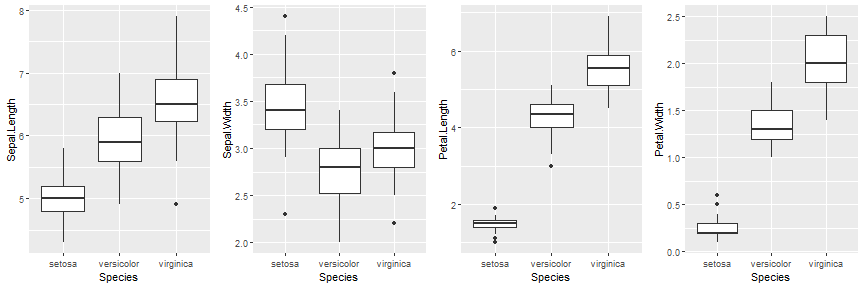 Sepal.Length
8
7
6
5
setosa versicolor virginica
Species
Sepal.Width
4.5
4.0
3.5
3.0
2.5
2.0
setosa versicolor virginica
Species
Petal.Length
6
4
2
setosa versicolor virginica
Species
Petal.Width
2.5
2.0
1.5
1.0
0.5
0.0
setosa versicolor virginica
Species